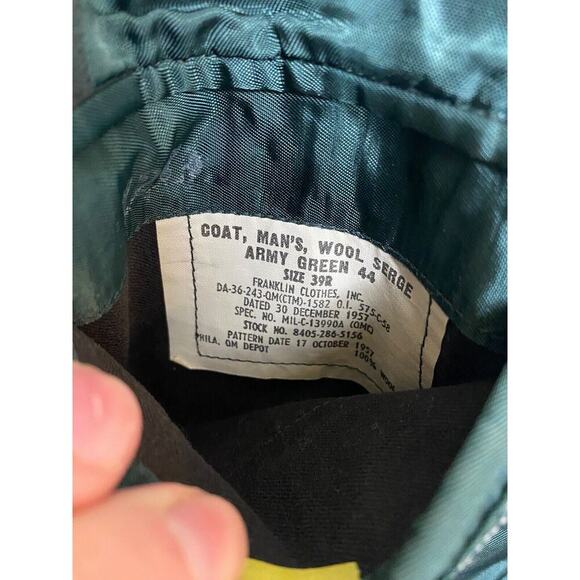 COAT, MAN'S, WOOL SERGE
ARMY GREEN 44
SIZE 39R
FRANKLIN CLOTHES, INC.
DA-36-243-QM(CTM)-1582 O.I. 575-C-58
DATED 30 DECEMBER 1957
SPEC. NO. MIL-C-13990A (QMC)
STOCK NO. 8405-286-5156
PATTERN DATE 17 OCTOBER 1957
PHILA. QM DEPOT 100% WOOL